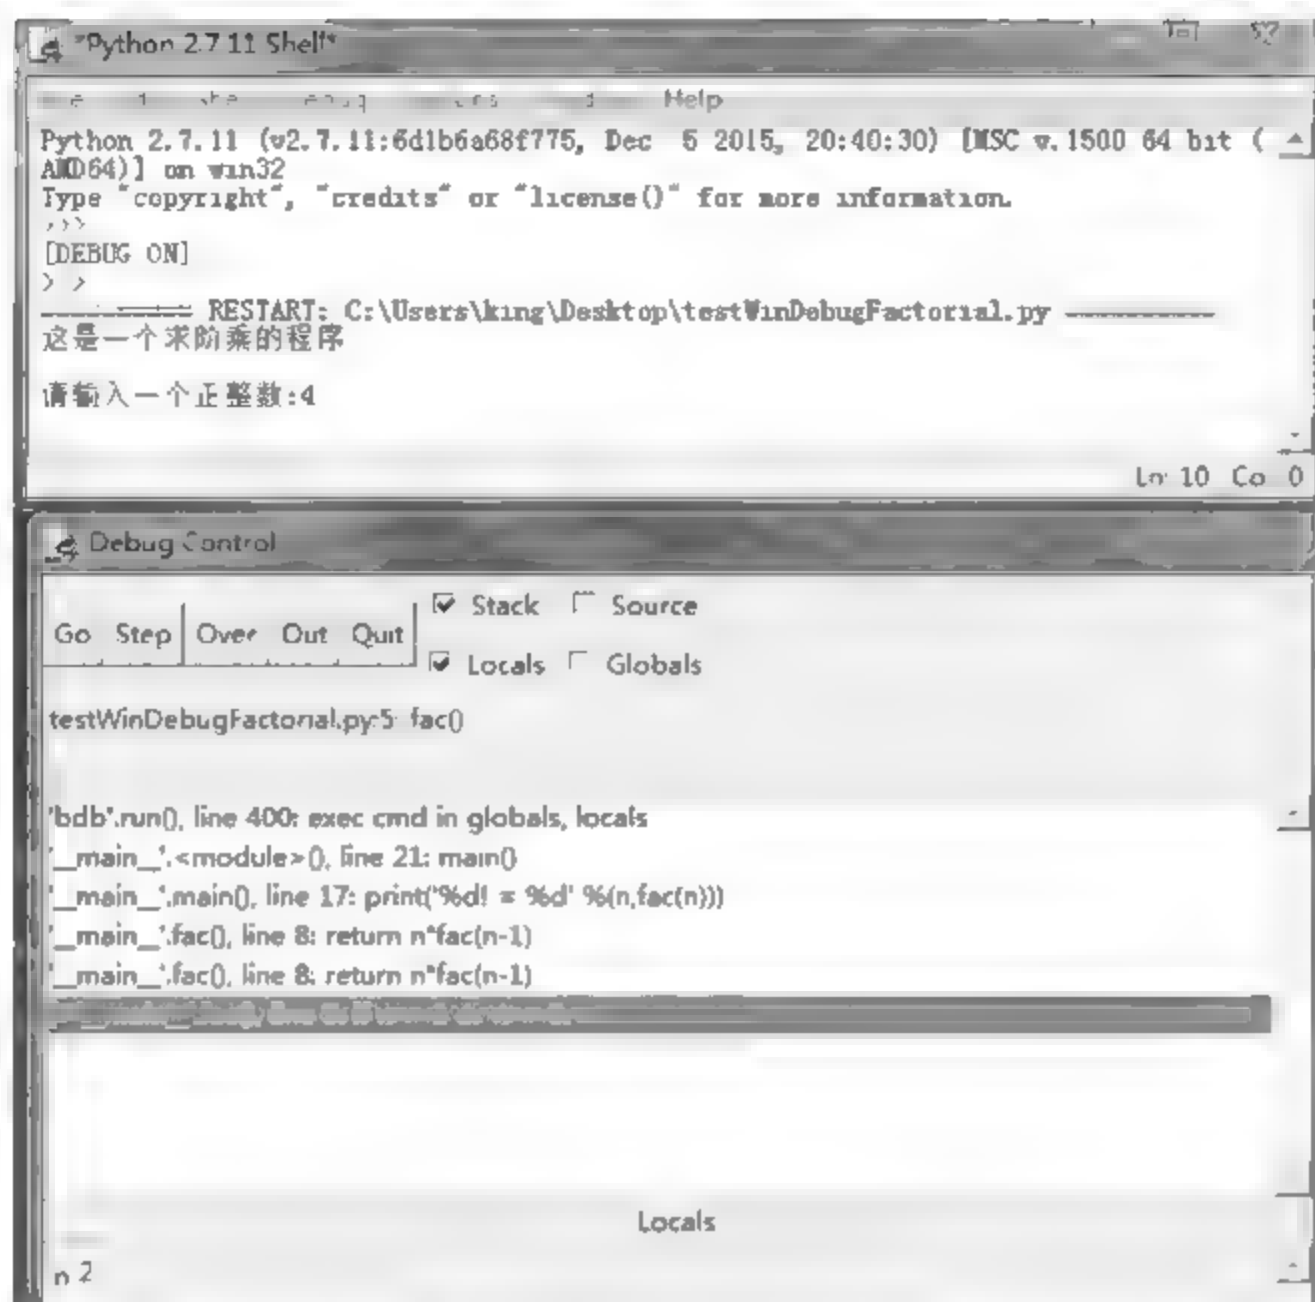 *Python 2.7.11 Shell*
Help
Python 2.7.11 (v2.7.11:6d1b6a68f775, Dec  5 2015, 20:40:30) [MSC v.1500 64 bit (
AMD64)] on win32
Type "copyright", "credits" or "license()" for more information.
>>>
[DEBUG ON]
>>>
RESTART: C:\Users\king\Desktop\testWinDebugFactorial.py
这是一个求阶乘的程序
请输入一个正整数:4
Ln: 10 Col: 0
Debug Control
Go Step Over Out Quit Stack Source
Locals Globals
testWinDebugFactorial.py:5: fac()
'bdb'.run(), line 400: exec cmd in globals, locals
'__main__'.<module>(), line 21: main()
'__main__'.main(), line 17: print('%d! = %d' %(n,fac(n)))
'__main__'.fac(), line 8: return n*fac(n-1)
'__main__'.fac(), line 8: return n*fac(n-1)
Locals
n 2